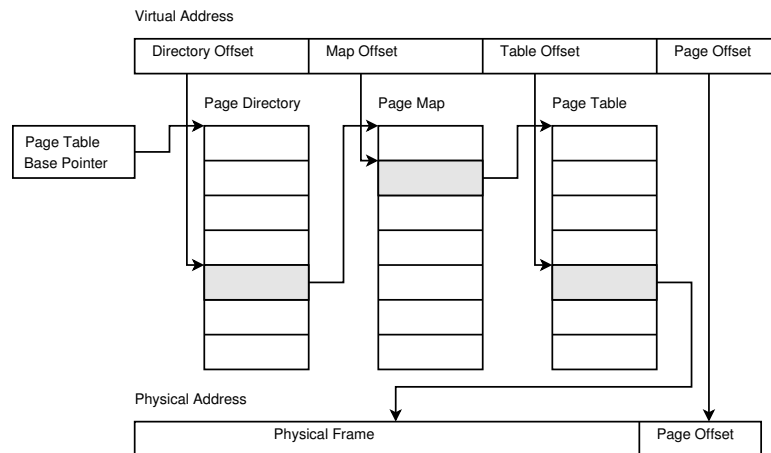 Virtual Address
Directory Offset
Map Offset
Table Offset
Page Offset
Page Directory
Page Map
Page Table
Page Table
Base Pointer
Physical Address
Physical Frame
Page Offset